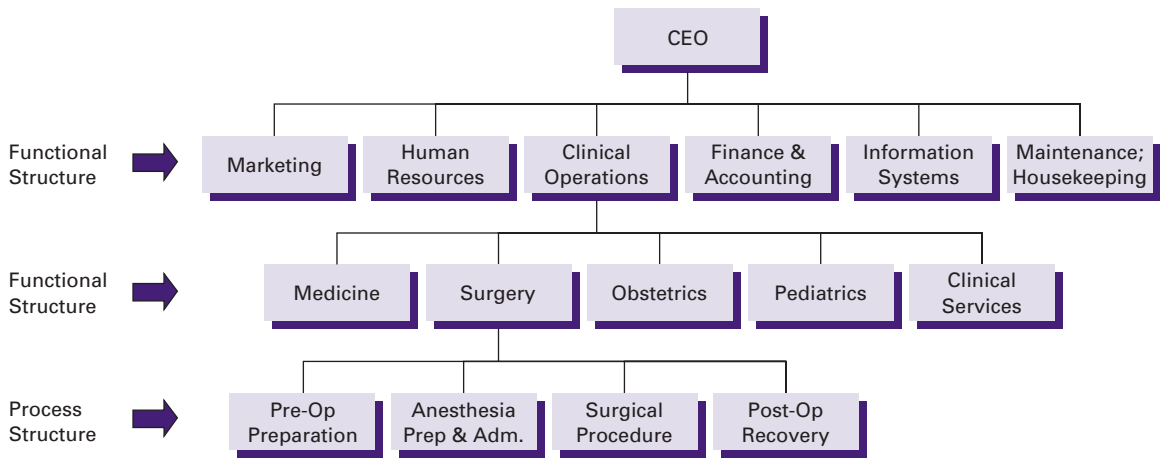 CEO
Functional
Structure
Marketing
Human
Resources
Clinical
Operations
Finance &
Accounting
Information
Systems
Maintenance;
Housekeeping
Functional
Structure
Medicine
Surgery
Obstetrics
Pediatrics
Clinical
Services
Process
Structure
Pre-Op
Preparation
Anesthesia
Prep & Adm.
Surgical
Procedure
Post-Op
Recovery